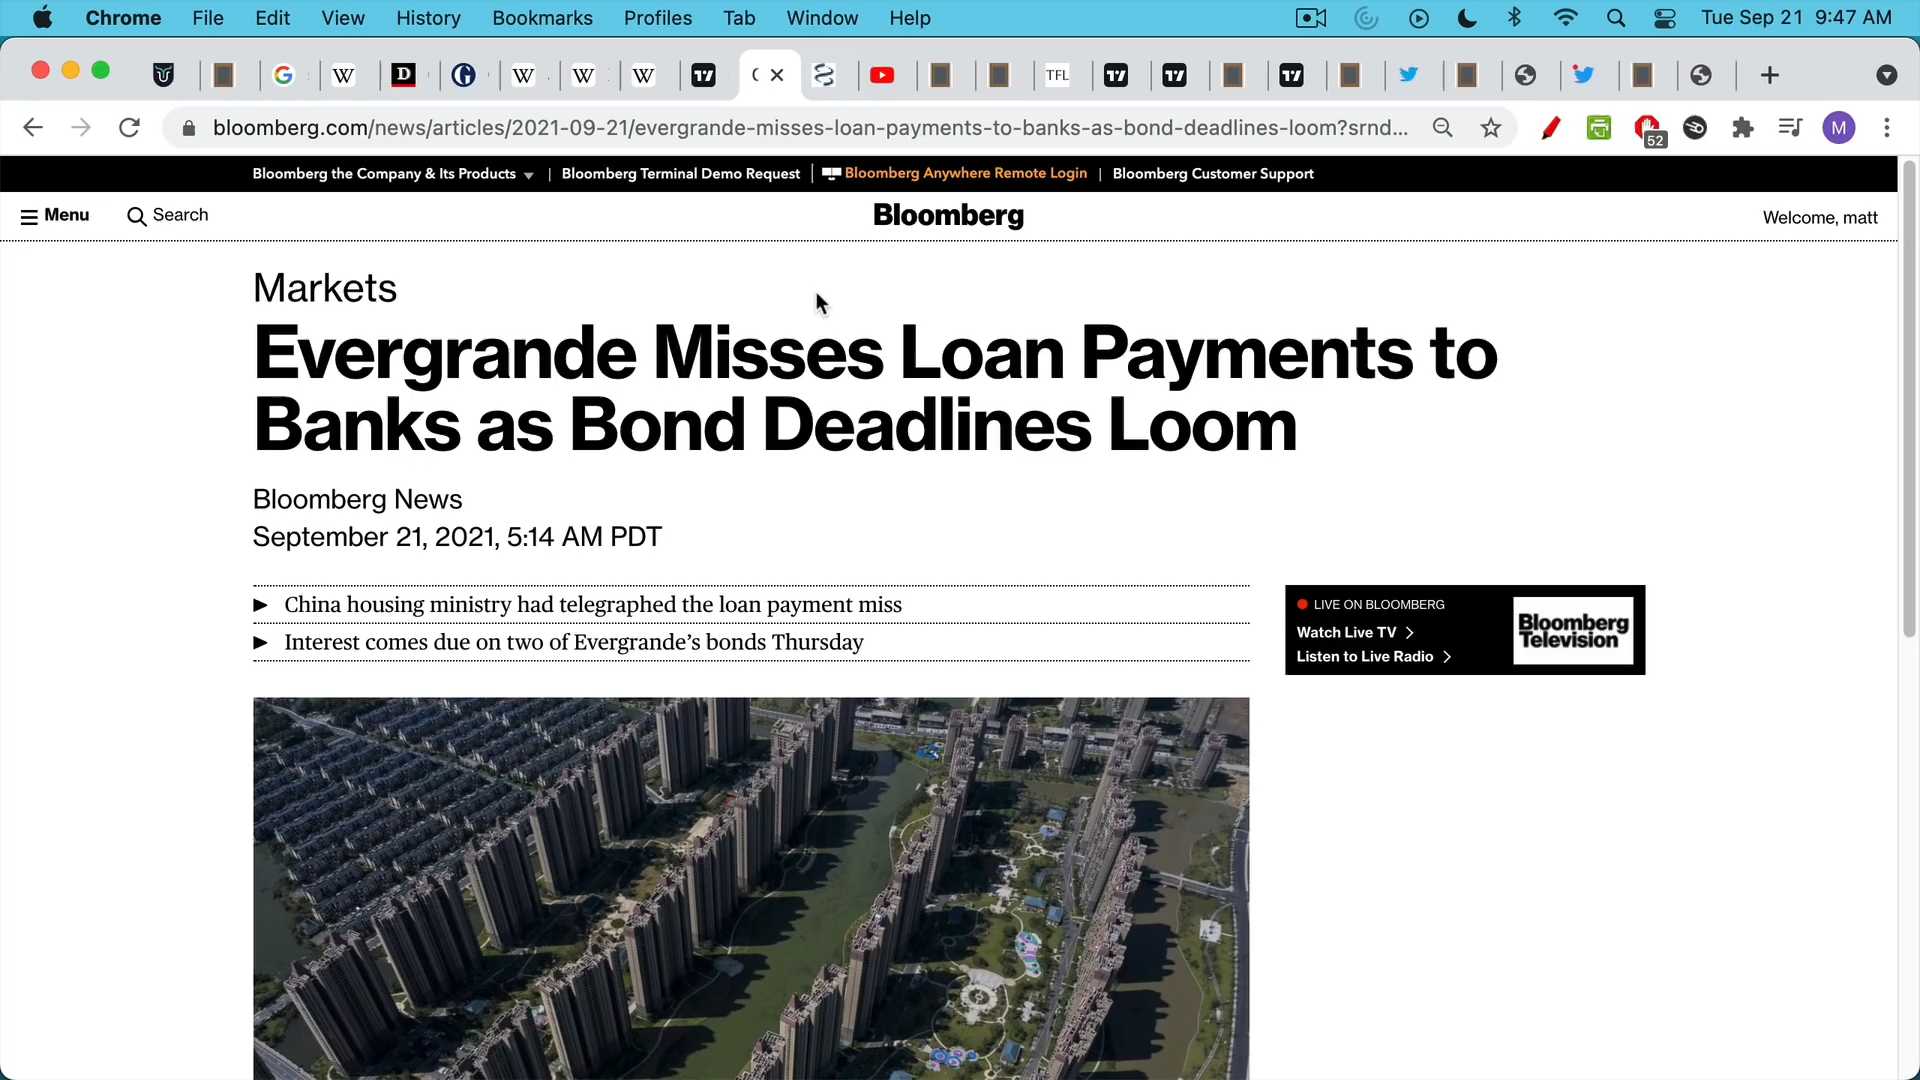 Chrome File Edit View History Bookmarks Profiles Tab Window Help Tue Sep 21 9:47 AM
TFL
bloomberg.com/news/articles/2021-09-21/evergrande-misses-loan-payments-to-banks-as-bond-deadlines-loom?srnd... 52 M
Bloomberg the Company & Its Products | Bloomberg Terminal Demo Request | Bloomberg Anywhere Remote Login | Bloomberg Customer Support
Menu Search Bloomberg Welcome, matt
Markets
Evergrande Misses Loan Payments to
Banks as Bond Deadlines Loom
Bloomberg News
September 21, 2021, 5:14 AM PDT
China housing ministry had telegraphed the loan payment miss
Interest comes due on two of Evergrande's bonds Thursday
LIVE ON BLOOMBERG
Watch Live TV
Listen to Live Radio
Bloomberg
Television